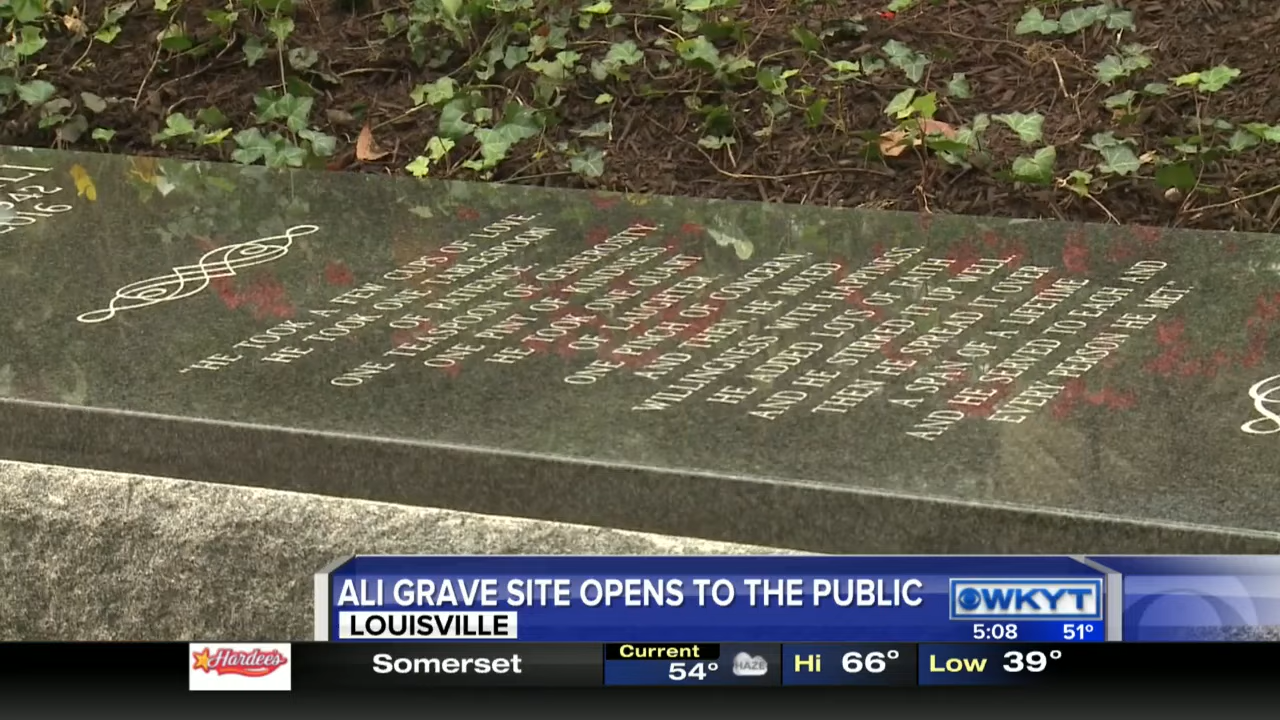 LI
1942
2016
"HE TOOK A FEW CUPS OF LOVE.
HE TOOK ONE TABLESPOON
OF PATIENCE,
ONE TEASPOON OF GENEROSITY,
ONE PINT OF KINDNESS.
HE TOOK ONE QUART
OF LAUGHTER,
ONE PINCH OF CONCERN.
AND THEN HE MIXED
WILLINGNESS WITH HAPPINESS.
HE ADDED LOTS OF FAITH
AND HE STIRRED IT UP WELL.
THEN HE SPREAD IT OVER
A SPAN OF A LIFETIME
AND HE SERVED TO EACH AND
EVERY PERSON HE MET."
ALI GRAVE SITE OPENS TO THE PUBLIC
WKYT
LOUISVILLE
5:08 51°
Hardee's
Somerset
Current
54°
HAZE
Hi 66°
Low 39°